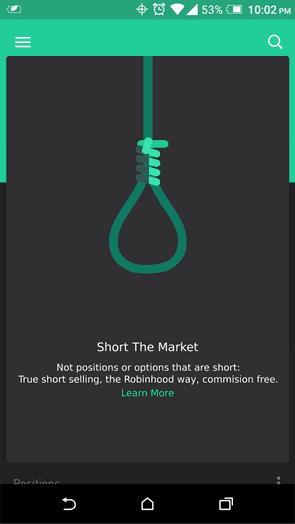 53% 10:02 PM
Short The Market
Not positions or options that are short:
True short selling, the Robinhood way, commision free.
Learn More
Positions